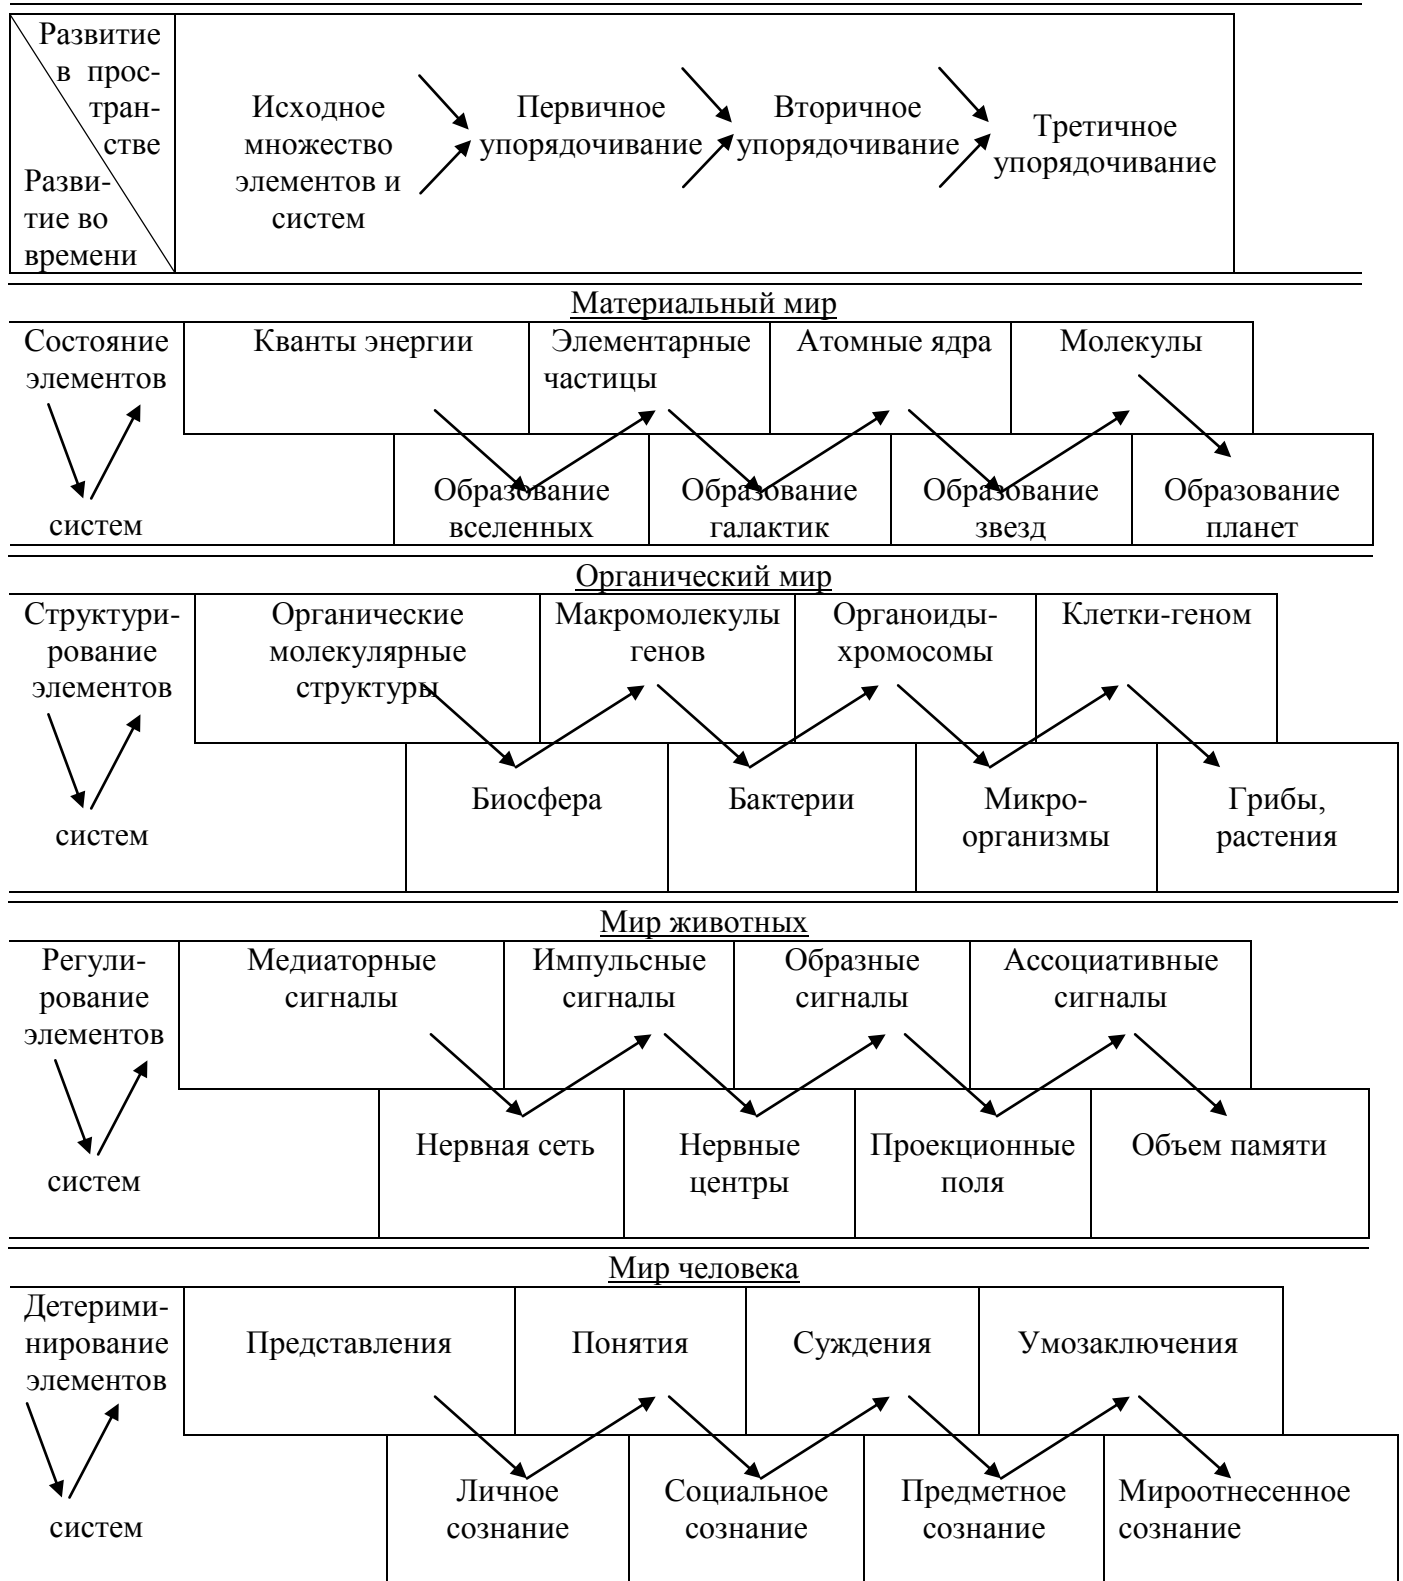 Развитие
в прос-
тран-
стве
Разви-
тие во
времени
Исходное
множество
элементов и
систем
Первичное
упорядочивание
Вторичное
упорядочивание
Третичное
упорядочивание
Материальный мир
Состояние
элементов
систем
Кванты энергии
Элементарные
частицы
Атомные ядра
Молекулы
Образование
вселенных
Образование
галактик
Образование
звезд
Образование
планет
Органический мир
Структури-
рование
элементов
систем
Органические
молекулярные
структуры
Макромолекулы
генов
Органоиды-
хромосомы
Клетки-геном
Биосфера
Бактерии
Микро-
организмы
Грибы,
растения
Мир животных
Регули-
рование
элементов
систем
Медиаторные
сигналы
Импульсные
сигналы
Образные
сигналы
Ассоциативные
сигналы
Нервная сеть
Нервные
центры
Проекционные
поля
Объем памяти
Мир человека
Детерими-
нирование
элементов
систем
Представления
Понятия
Суждения
Умозаключения
Личное
сознание
Социальное
сознание
Предметное
сознание
Мироотнесенное
сознание